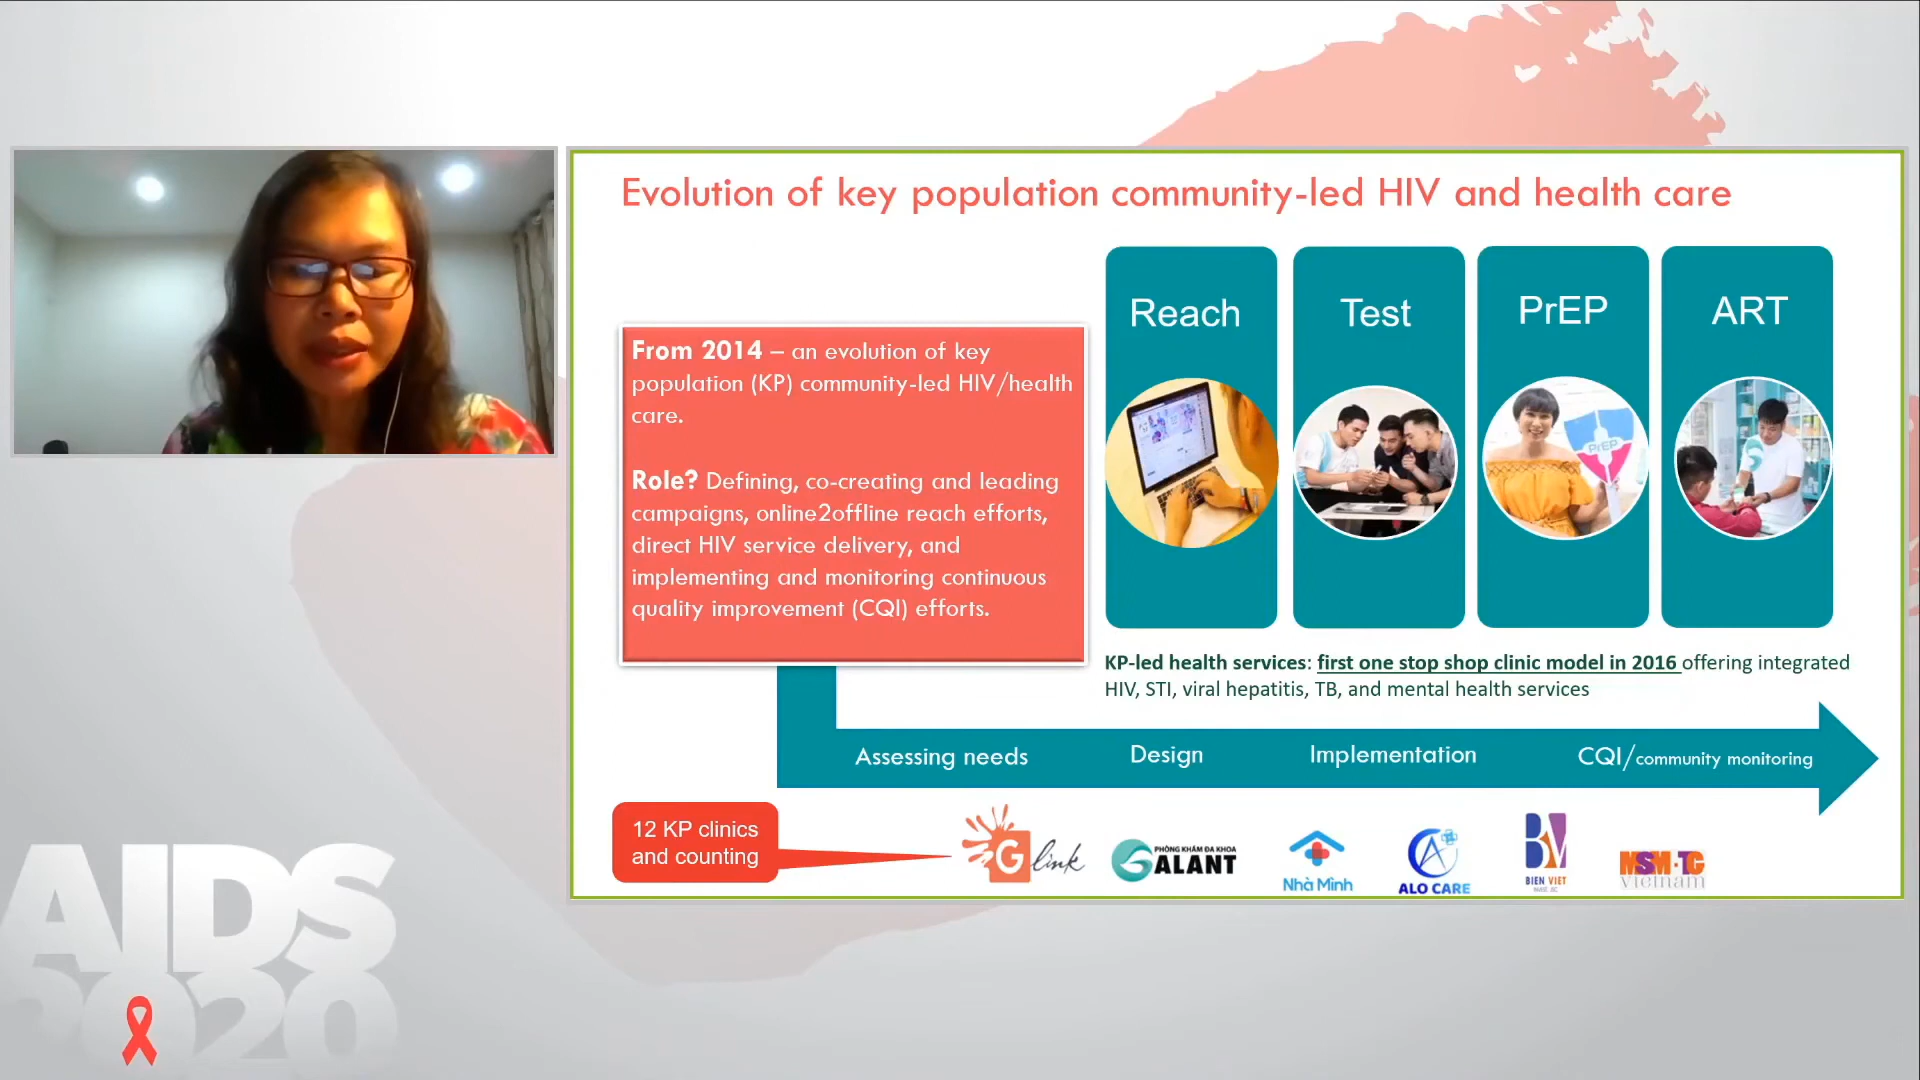 Evolution of key population community-led HIV and health care
Reach
Test
PrEP
ART
PrEP
From 2014 – an evolution of key
population (KP) community-led HIV/health
care.
Role? Defining, co-creating and leading
campaigns, online2offline reach efforts,
direct HIV service delivery, and
implementing and monitoring continuous
quality improvement (CQI) efforts.
KP-led health services: first one stop shop clinic model in 2016 offering integrated
HIV, STI, viral hepatitis, TB, and mental health services
Assessing needs
Design
Implementation
CQI/community monitoring
12 KP clinics
and counting
G link
PHÒNG KHÁM ĐA KHOA
GALANT
Nhà Mình
ALO CARE
BV
BIEN VIET
MSM-TC
Vietnam
AIDS
2020